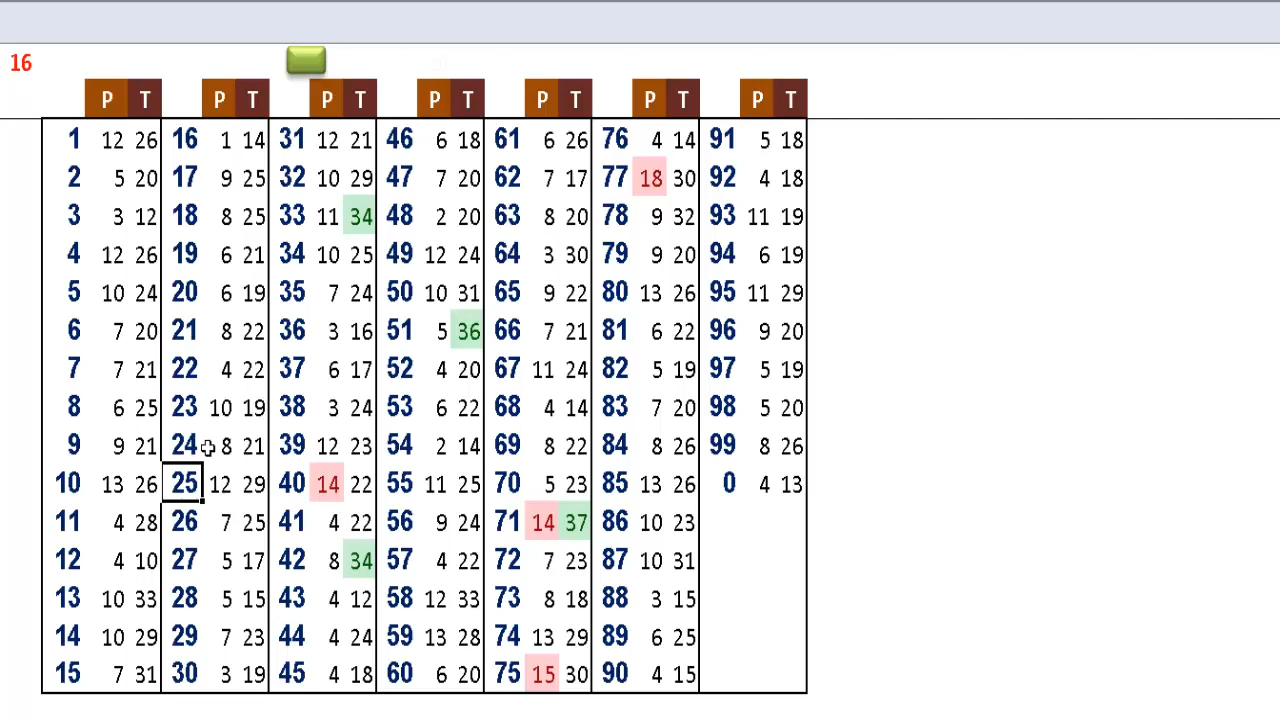 16
P T P T P T P T P T P T P T
1 12 26 16 1 14 31 12 21 46 6 18 61 6 26 76 4 14 91 5 18
2 5 20 17 9 25 32 10 29 47 7 20 62 7 17 77 18 30 92 4 18
3 3 12 18 8 25 33 11 34 48 2 20 63 8 20 78 9 32 93 11 19
4 12 26 19 6 21 34 10 25 49 12 24 64 3 30 79 9 20 94 6 19
5 10 24 20 6 19 35 7 24 50 10 31 65 9 22 80 13 26 95 11 29
6 7 20 21 8 22 36 3 16 51 5 36 66 7 21 81 6 22 96 9 20
7 7 21 22 4 22 37 6 17 52 4 20 67 11 24 82 5 19 97 5 19
8 6 25 23 10 19 38 3 24 53 6 22 68 4 14 83 7 20 98 5 20
9 9 21 24 8 21 39 12 23 54 2 14 69 8 22 84 8 26 99 8 26
10 13 26 25 12 29 40 14 22 55 11 25 70 5 23 85 13 26 0 4 13
11 4 28 26 7 25 41 4 22 56 9 24 71 14 37 86 10 23
12 4 10 27 5 17 42 8 34 57 4 22 72 7 23 87 10 31
13 10 33 28 5 15 43 4 12 58 12 33 73 8 18 88 3 15
14 10 29 29 7 23 44 4 24 59 13 28 74 13 29 89 6 25
15 7 31 30 3 19 45 4 18 60 6 20 75 15 30 90 4 15